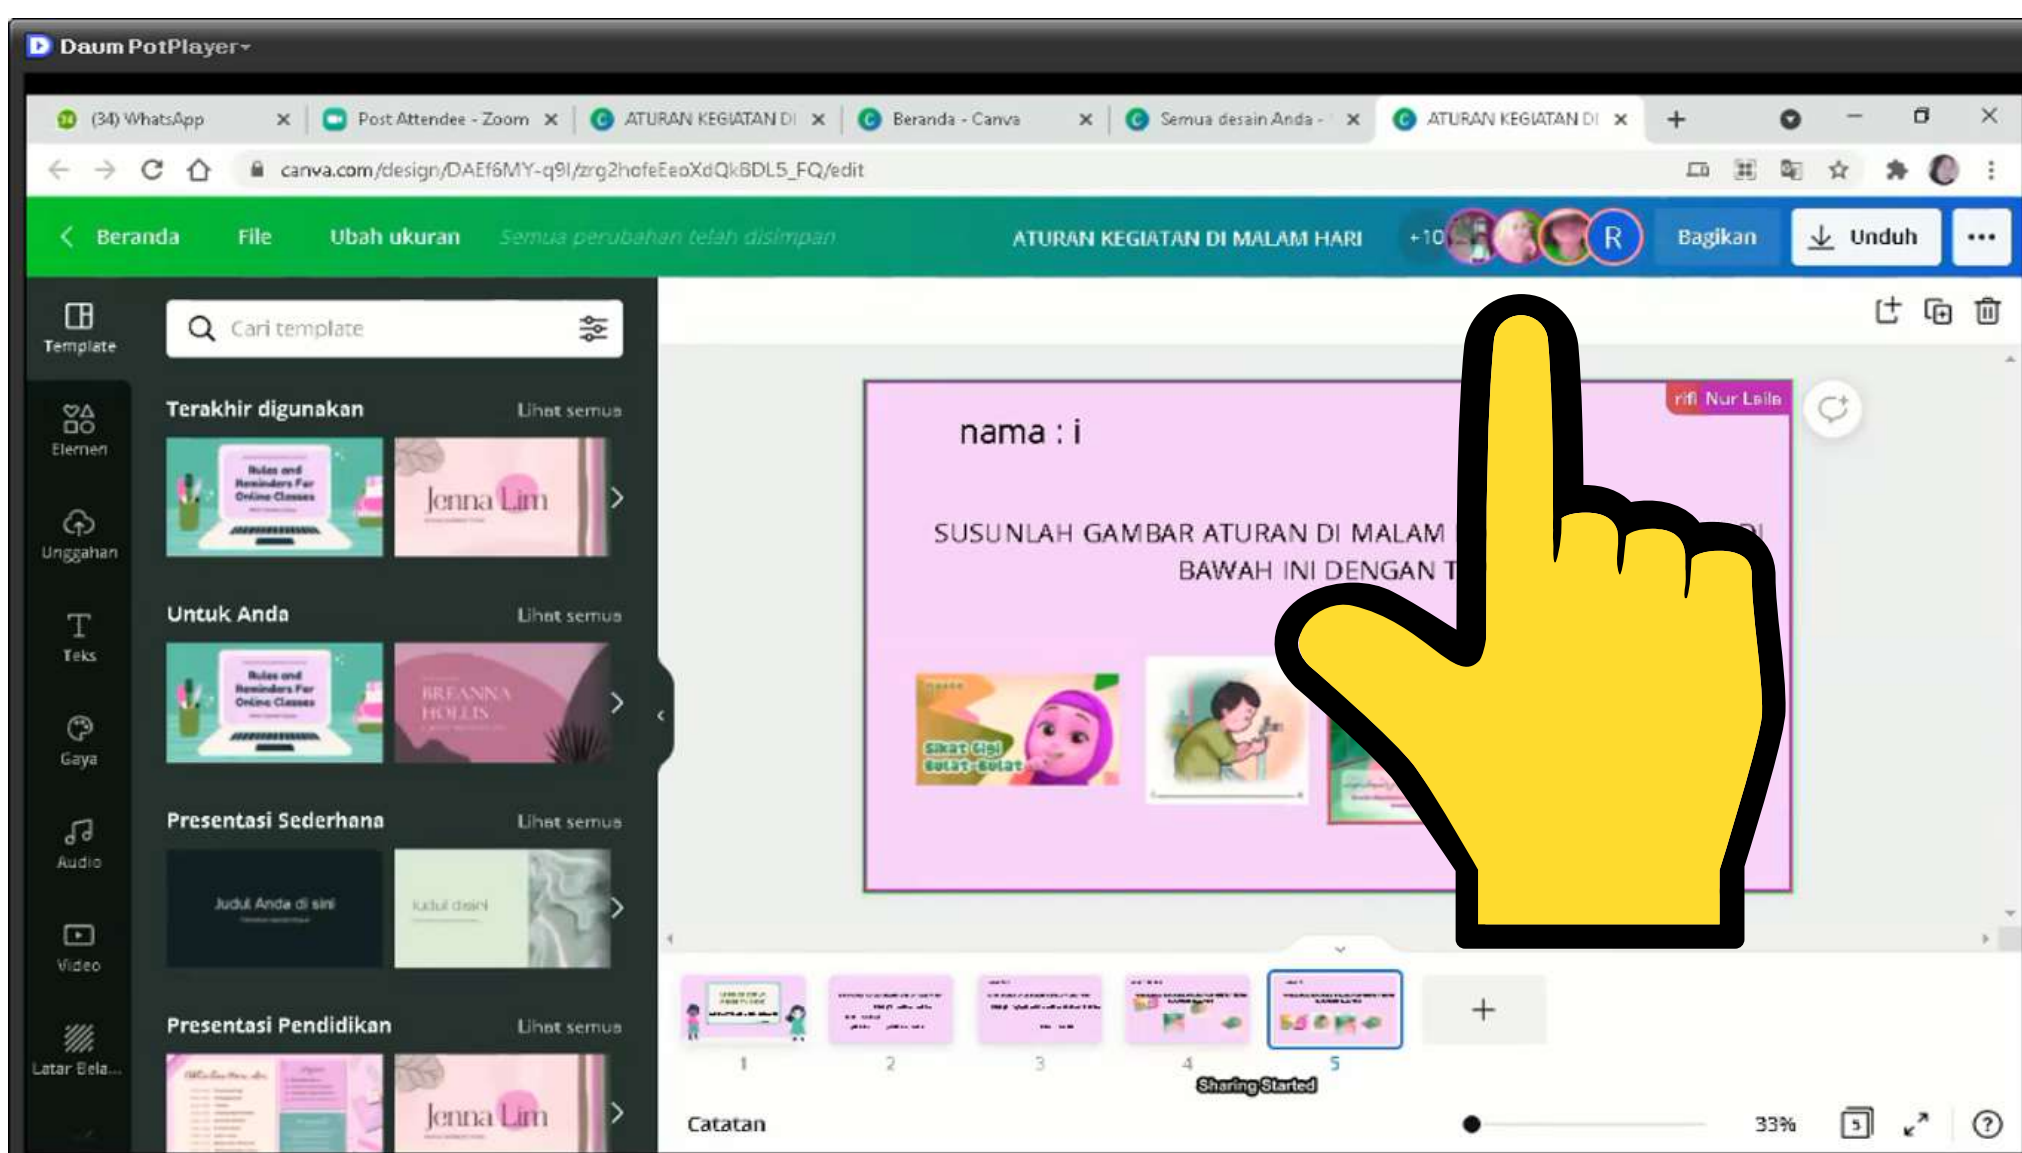 Daum PotPlayer
(34) WhatsApp
Post Attendee - Zoom
ATURAN KEGIATAN DI
Beranda - Canva
Semua desain Anda -
ATURAN KEGIATAN DI
canva.com/design/DAEf6MY-q9I/zrg2hofeEeoXdQkBDL5_FQ/edit
Beranda
File
Ubah ukuran
Semua perubahan telah disimpan
ATURAN KEGIATAN DI MALAM HARI
+10
R
Bagikan
Unduh
Template
Cari template
Elemen
Unggahan
Teks
Gaya
Audio
Video
Latar Bela...
Terakhir digunakan
Lihat semua
Rules and
Reminders For
Online Classes
Jenna Lim
Untuk Anda
Lihat semua
Rules and
Reminders For
Online Classes
BREANNA
HOLLIS
Presentasi Sederhana
Lihat semua
Judul Anda di sini
Judul disini
Presentasi Pendidikan
Lihat semua
Jenna Lim
rifi Nur Laila
nama : i
SUSUNLAH GAMBAR ATURAN DI MALAM
DI
BAWAH INI DENGAN T
Sikat Gigi
Bulat-Bulat
1
2
3
4
5
Sharing Started
Catatan
33%
5